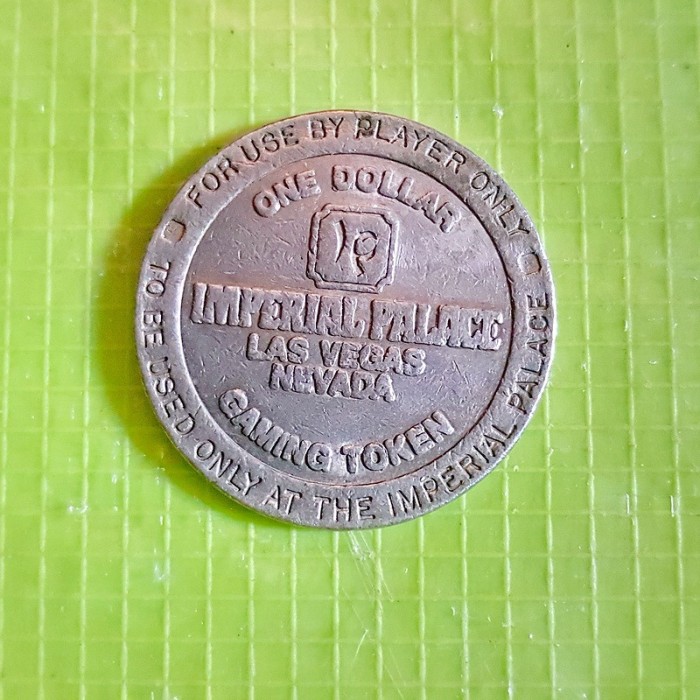 FOR USE BY PLAYER ONLY
ONE DOLLAR
IP
IMPERIAL PALACE
LAS VEGAS
NEVADA
GAMING TOKEN
TO BE USED ONLY AT THE IMPERIAL PALACE